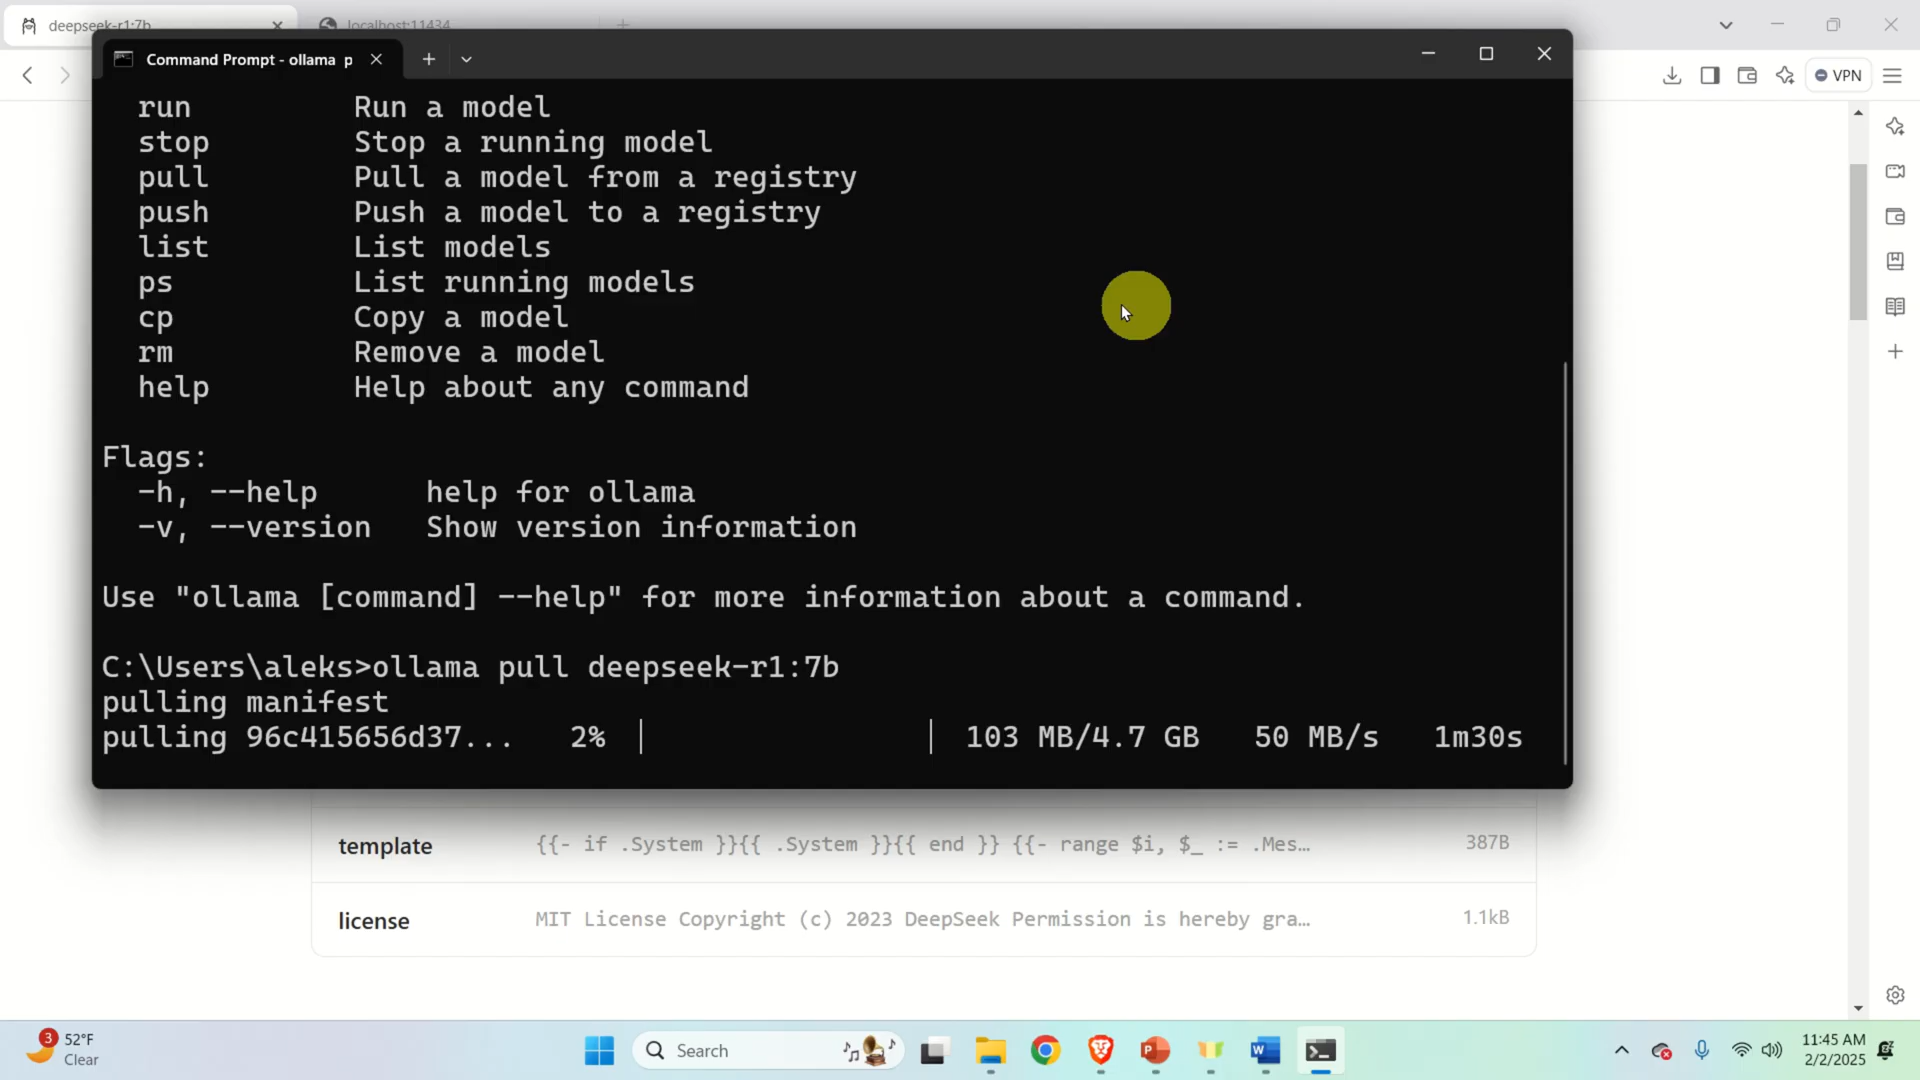 deepseek-r1:7b
localhost:11434
Command Prompt - ollama p
VPN
run Run a model
stop Stop a running model
pull Pull a model from a registry
push Push a model to a registry
list List models
ps List running models
cp Copy a model
rm Remove a model
help Help about any command
Flags:
-h, --help help for ollama
-v, --version Show version information
Use "ollama [command] --help" for more information about a command.
C:\Users\aleks>ollama pull deepseek-r1:7b
pulling manifest
pulling 96c415656d37... 2% 103 MB/4.7 GB 50 MB/s 1m30s
template {{- if .System }}{{ .System }}{{ end }} {{- range $i, $_ := .Mes... 387B
license MIT License Copyright (c) 2023 DeepSeek Permission is hereby gra... 1.1kB
3
52°F
Clear
Search
11:45 AM
2/2/2025